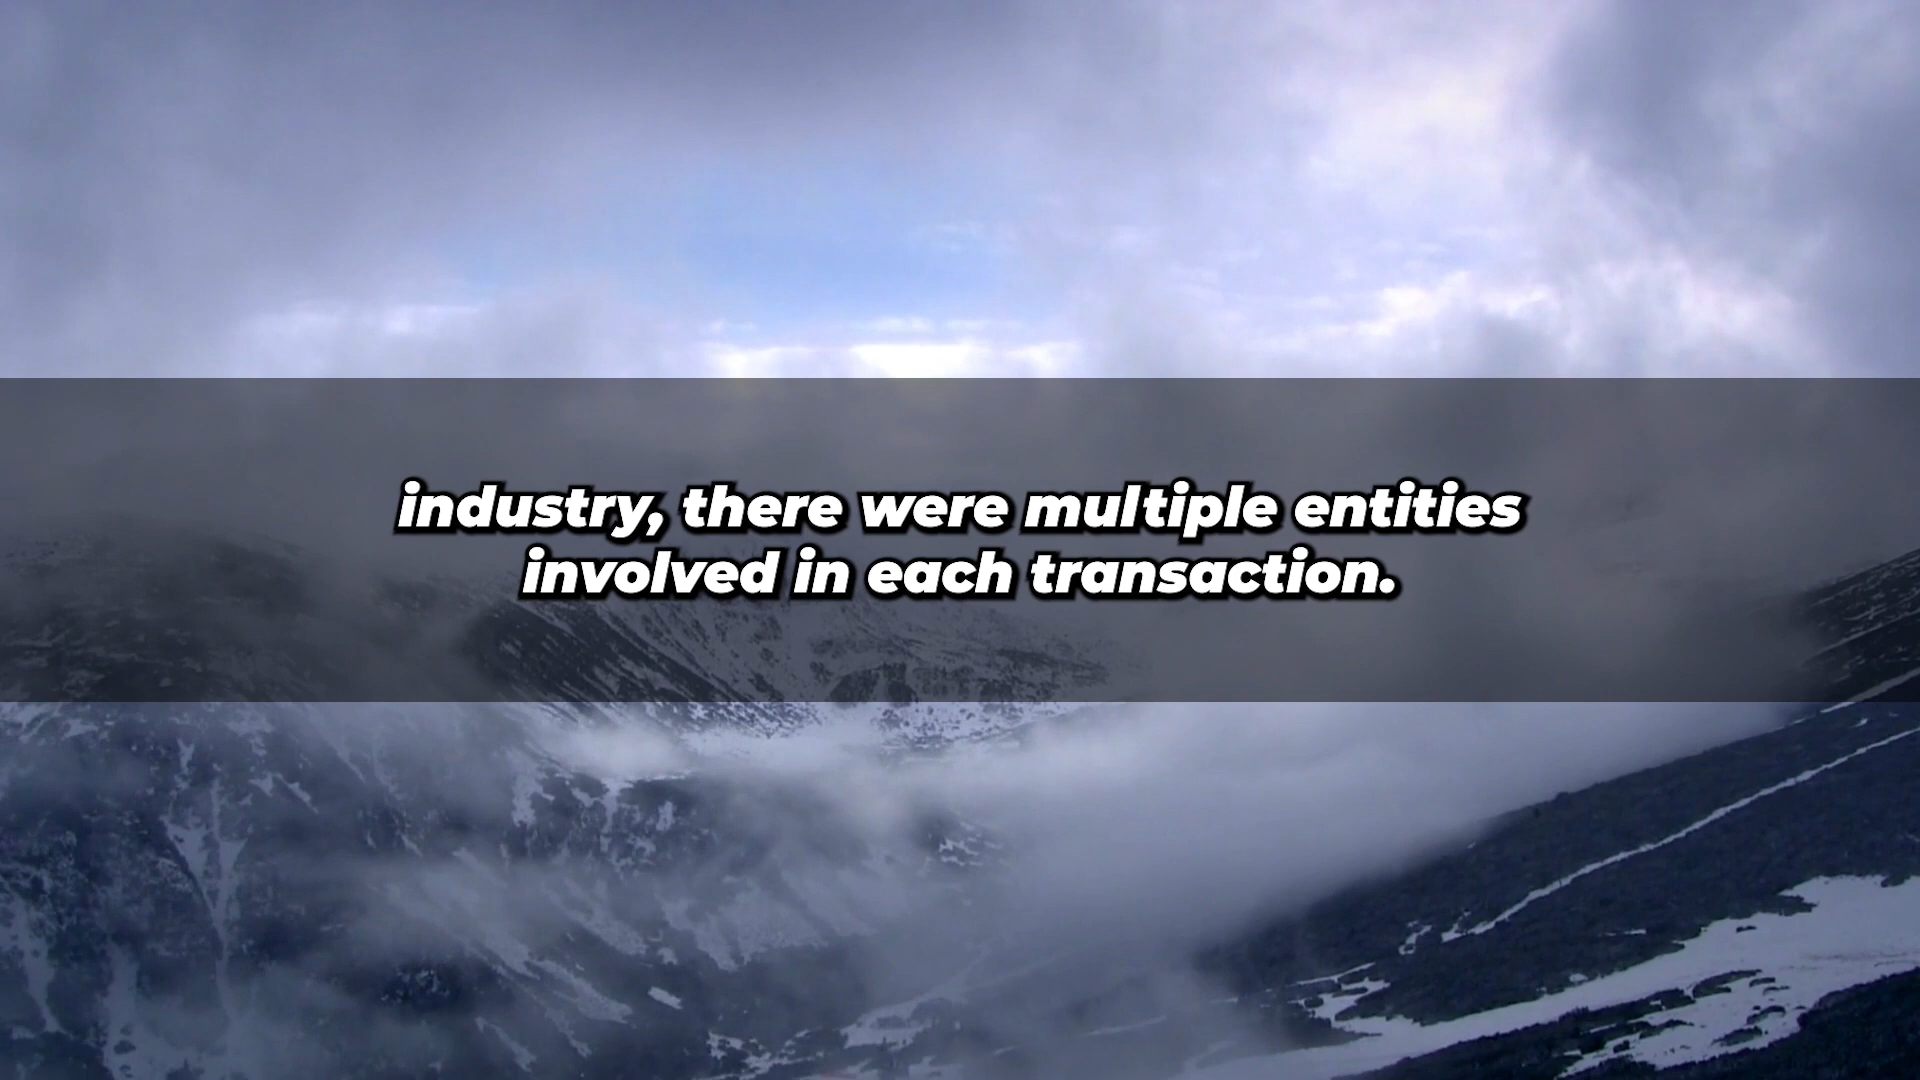 industry, there were multiple entities
involved in each transaction.